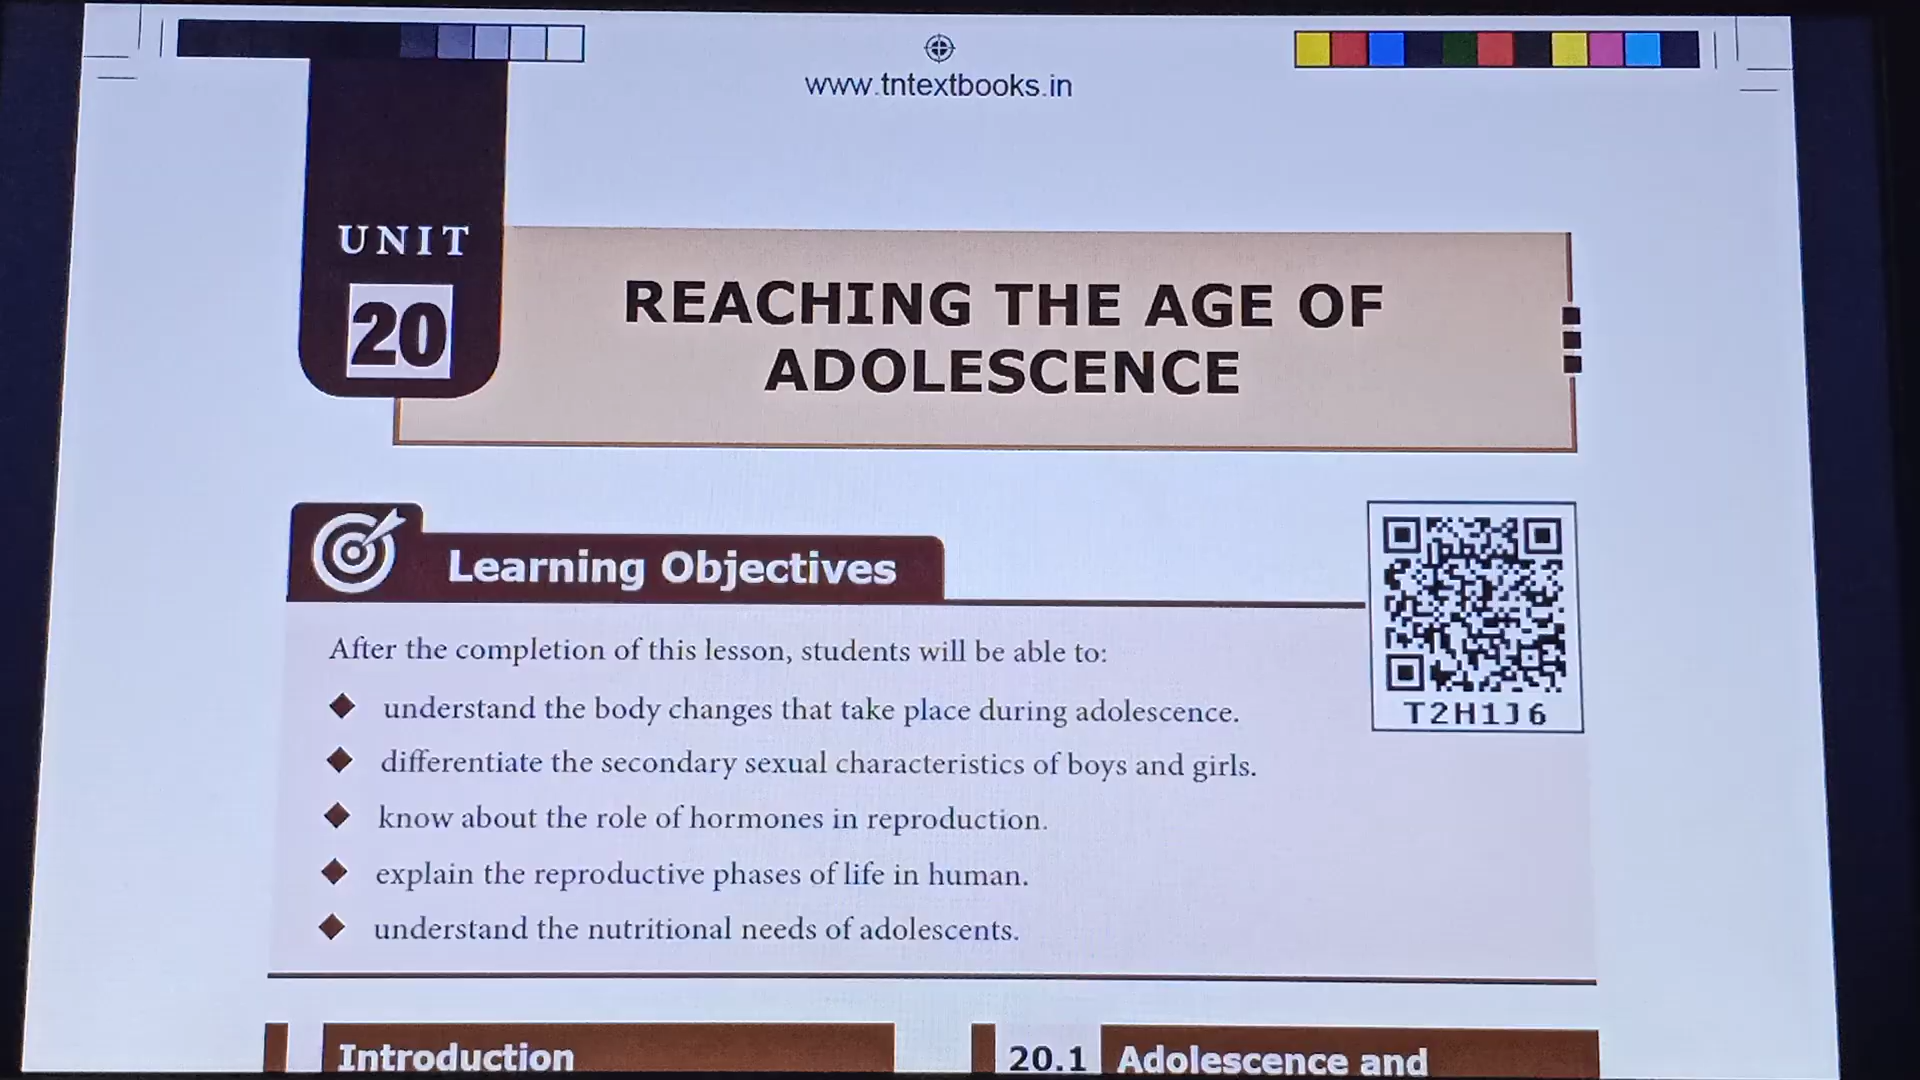 www.tntextbooks.in
UNIT
20
REACHING THE AGE OF
ADOLESCENCE
Learning Objectives
T2H1J6
After the completion of this lesson, students will be able to:
understand the body changes that take place during adolescence.
differentiate the secondary sexual characteristics of boys and girls.
know about the role of hormones in reproduction.
explain the reproductive phases of life in human.
understand the nutritional needs of adolescents.
Introduction
20.1 Adolescence and